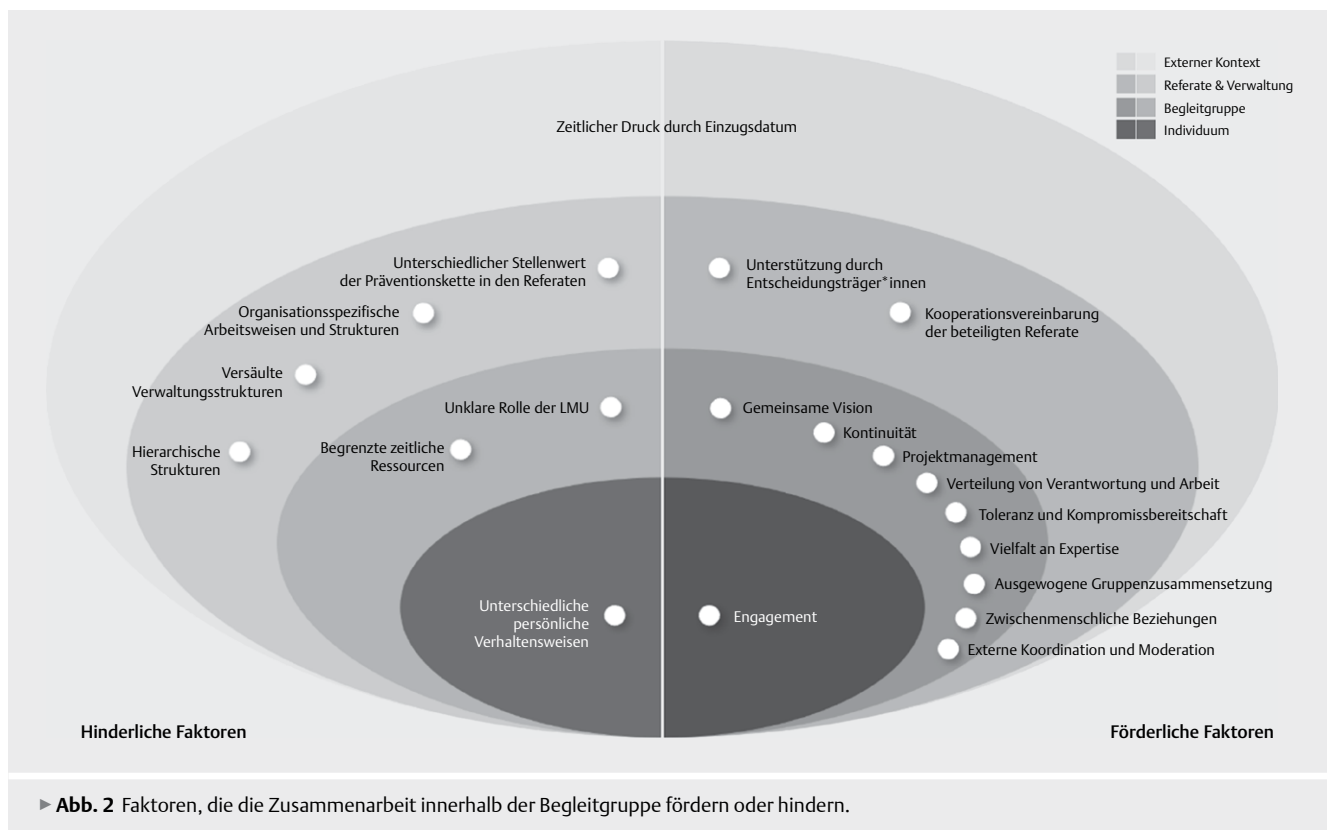 Externer Kontext
Referate & Verwaltung
Begleitgruppe
Individuum
Zeitlicher Druck durch Einzugsdatum
Unterschiedlicher Stellenwert
der Präventionskette in den Referaten
Organisationsspezifische
Arbeitsweisen und Strukturen
Versäulte
Verwaltungsstrukturen
Hierarchische
Strukturen
Unklare Rolle der LMU
Begrenzte zeitliche
Ressourcen
Unterschiedliche
persönliche
Verhaltensweisen
Unterstützung durch
Entscheidungsträger*innen
Kooperationsvereinbarung
der beteiligten Referate
Gemeinsame Vision
Kontinuität
Projektmanagement
Verteilung von Verantwortung und Arbeit
Toleranz und Kompromissbereitschaft
Vielfalt an Expertise
Ausgewogene Gruppenzusammensetzung
Zwischenmenschliche Beziehungen
Externe Koordination und Moderation
Engagement
Hinderliche Faktoren
Förderliche Faktoren
▶ Abb. 2 Faktoren, die die Zusammenarbeit innerhalb der Begleitgruppe fördern oder hindern.